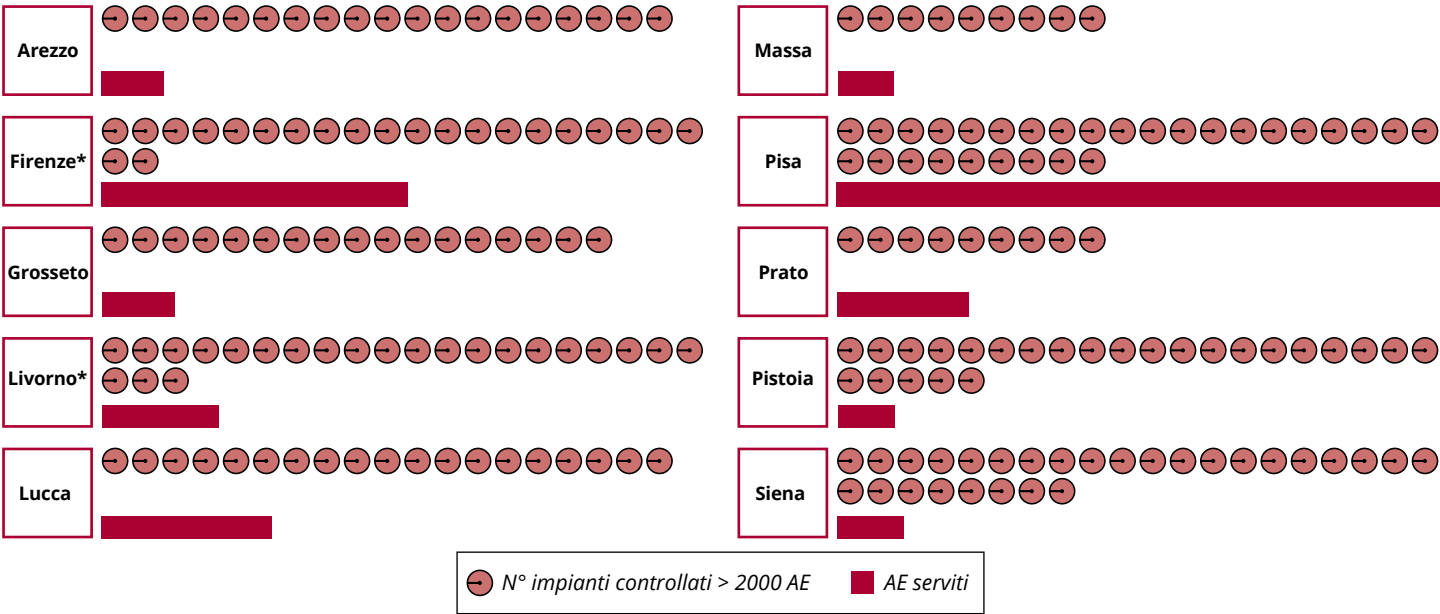 Arezzo
Massa
Firenze*
Pisa
Grosseto
Prato
Livorno*
Pistoia
Lucca
Siena
N° impianti controllati > 2000 AE
AE serviti